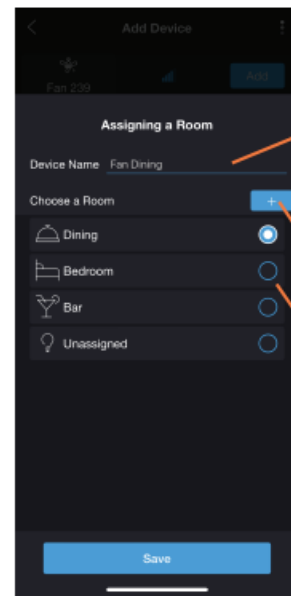 Add Device
Fan 239
Add
Assigning a Room
Device Name Fan Dining
Choose a Room
+
Dining
Bedroom
Bar
Unassigned
Save